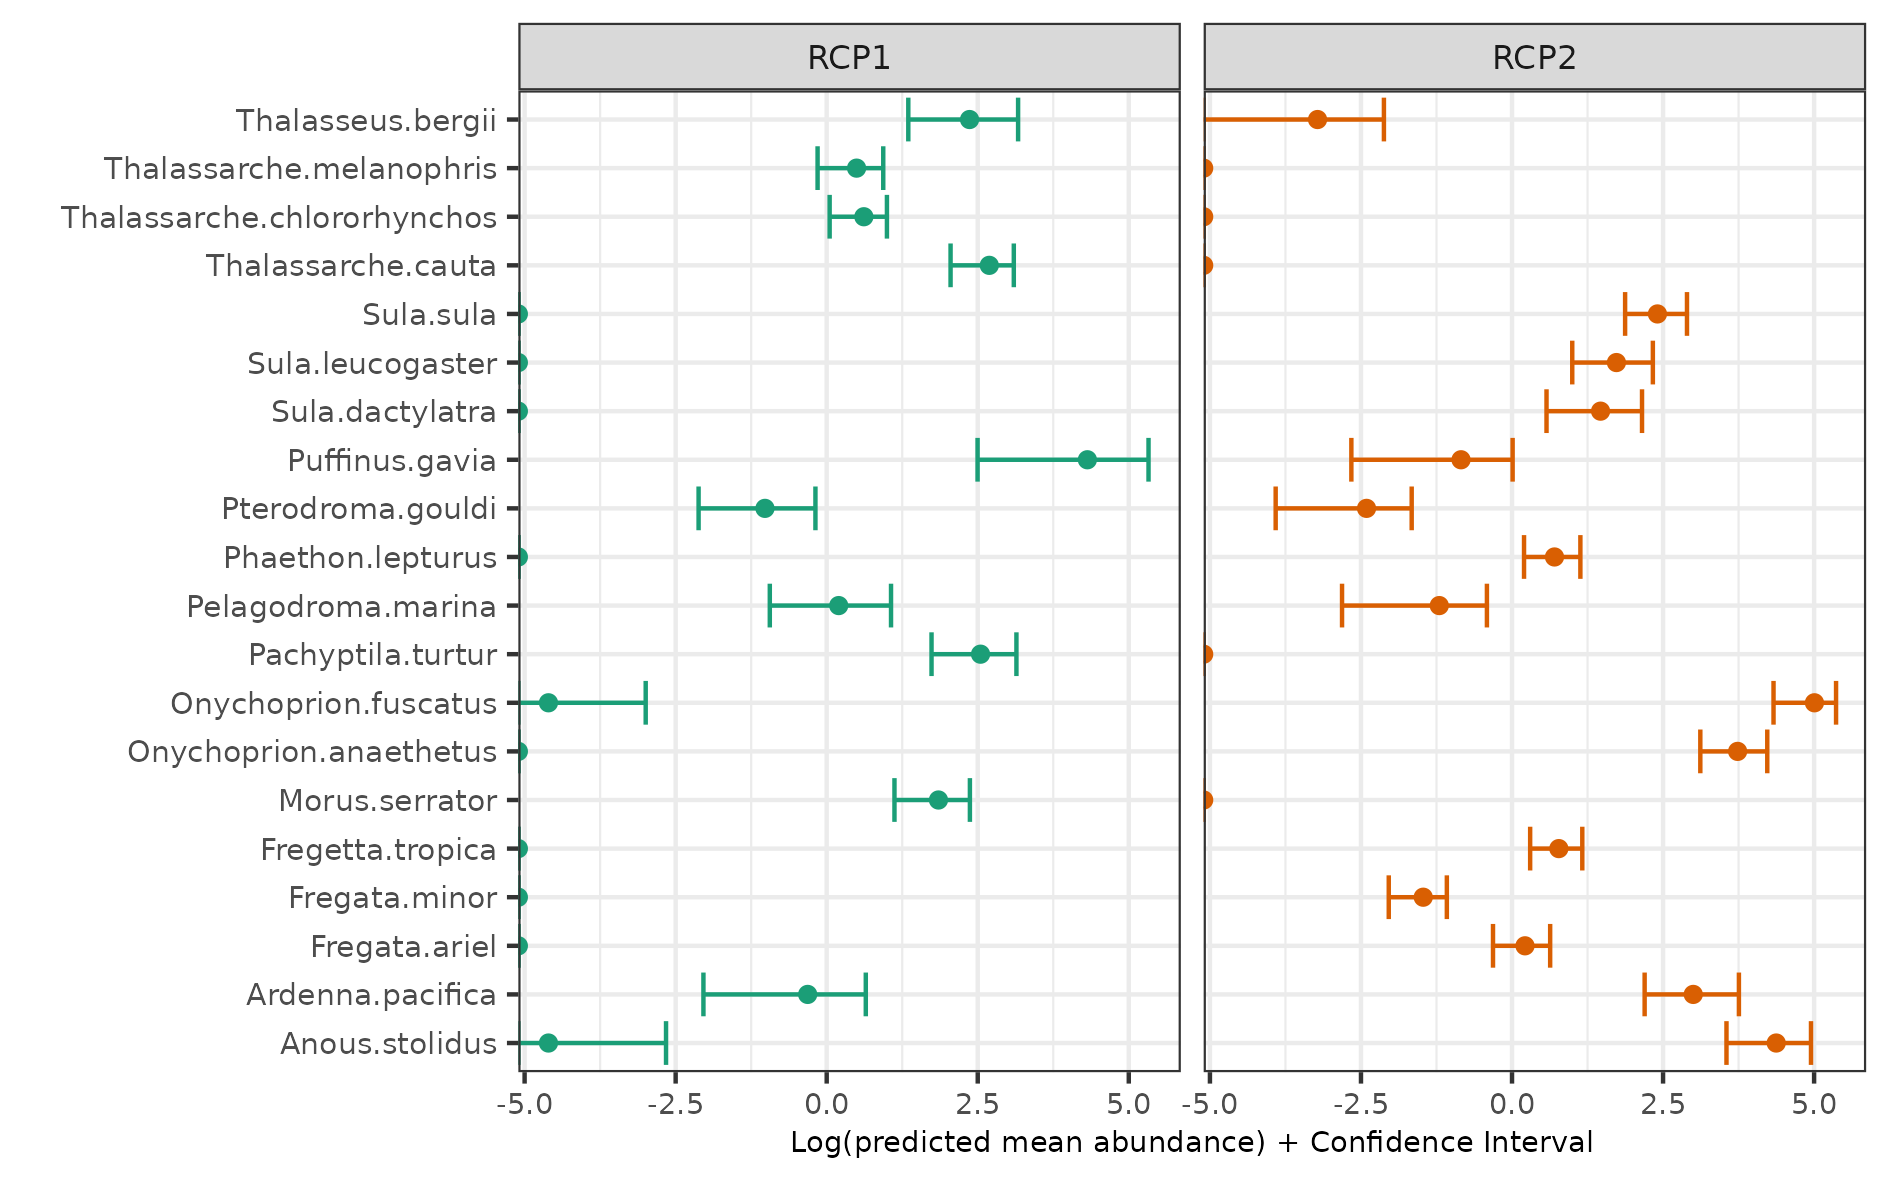 RCP1 RCP2
Thalasseus.bergii
Thalassarche.melanophris
Thalassarche.chlororhynchos
Thalassarche.cauta
Sula.sula
Sula.leucogaster
Sula.dactylatra
Puffinus.gavia
Pterodroma.gouldi
Phaethon.lepturus
Pelagodroma.marina
Pachyptila.turtur
Onychoprion.fuscatus
Onychoprion.anaethetus
Morus.serrator
Fregetta.tropica
Fregata.minor
Fregata.ariel
Ardenna.pacifica
Anous.stolidus
-5.0 -2.5 0.0 2.5 5.0 -5.0 -2.5 0.0 2.5 5.0
Log(predicted mean abundance) + Confidence Interval